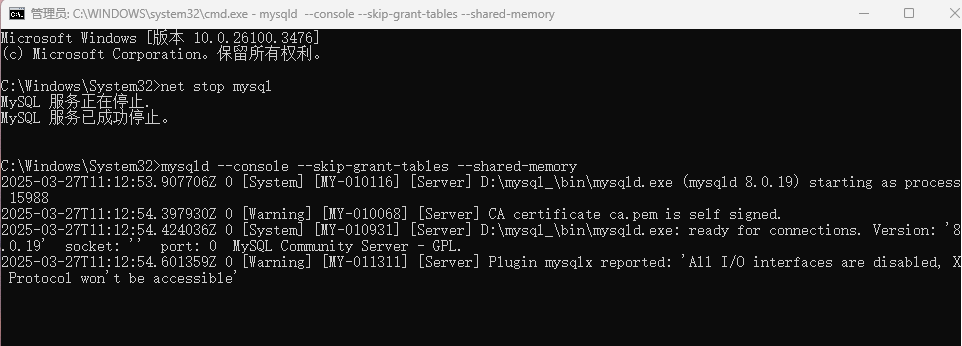 管理员: C:\WINDOWS\system32\cmd.exe - mysqld  --console --skip-grant-tables --shared-memory
Microsoft Windows [版本 10.0.26100.3476]
(c) Microsoft Corporation。保留所有权利。
C:\Windows\System32>net stop mysql
MySQL 服务正在停止.
MySQL 服务已成功停止。
C:\Windows\System32>mysqld --console --skip-grant-tables --shared-memory
2025-03-27T11:12:53.907706Z 0 [System] [MY-010116] [Server] D:\mysql_\bin\mysqld.exe (mysqld 8.0.19) starting as process
 15988
2025-03-27T11:12:54.397930Z 0 [Warning] [MY-010068] [Server] CA certificate ca.pem is self signed.
2025-03-27T11:12:54.424036Z 0 [System] [MY-010931] [Server] D:\mysql_\bin\mysqld.exe: ready for connections. Version: '8
.0.19'  socket: ''  port: 0  MySQL Community Server - GPL.
2025-03-27T11:12:54.601359Z 0 [Warning] [MY-011311] [Server] Plugin mysqlx reported: 'All I/O interfaces are disabled, X
 Protocol won't be accessible'